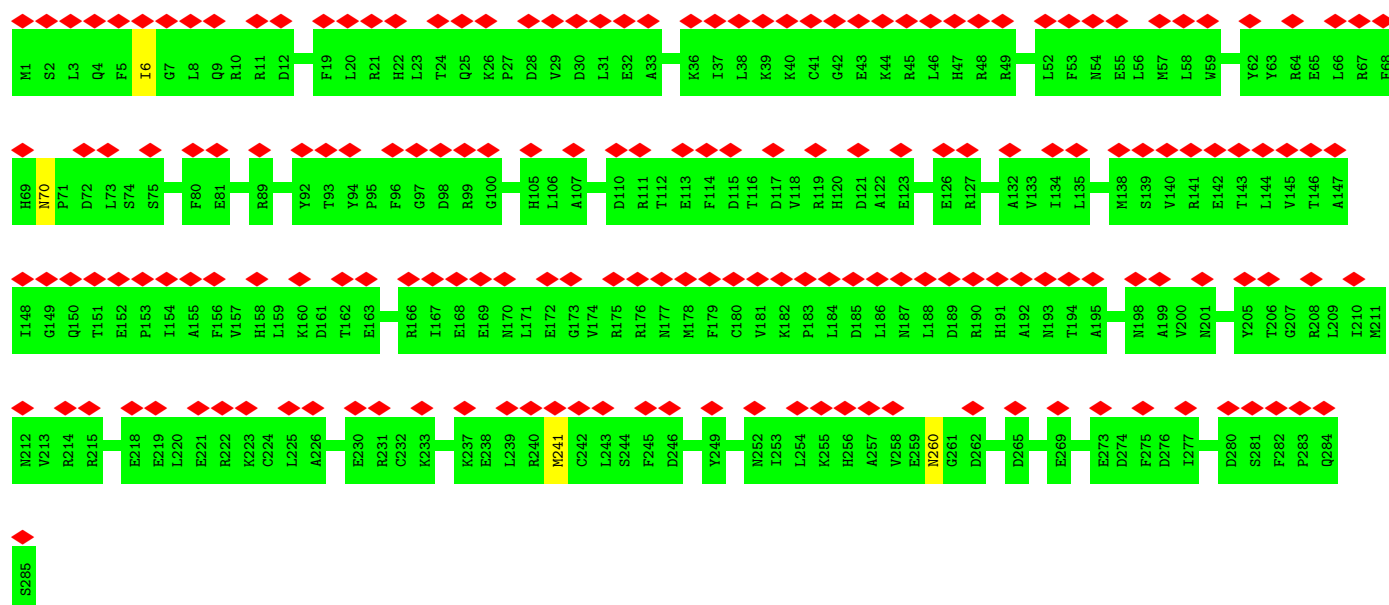 M1 S2 L3 Q4 F5 I6 G7 L8 Q9 R10 R11 D12 F19 L20 R21 H22 L23 T24 Q25 K26 P27 D28 V29 D30 L31 E32 A33 K36 I37 L38 K39 K40 C41 G42 E43 K44 R45 L46 H47 R48 R49 L52 F53 N54 E55 L56 M57 L58 W59 Y62 Y63 R64 E65 L66 R67 E68
H69 N70 P71 D72 L73 S74 S75 F80 E81 R89 Y92 T93 Y94 P95 F96 G97 D98 R99 G100 H105 L106 A107 D110 R111 T112 E113 F114 D115 T116 D117 V118 R119 H120 D121 A122 E123 E126 R127 A132 V133 I134 L135 M138 S139 V140 R141 E142 T143 L144 V145 T146 A147
I148 G149 Q150 T151 E152 P153 I154 A155 F156 V157 H158 L159 K160 D161 T162 E163 R166 I167 E168 E169 N170 L171 E172 G173 V174 R175 R176 N177 M178 F179 C180 V181 K182 P183 L184 D185 L186 N187 L188 D189 R190 H191 A192 N193 T194 A195 N198 A199 V200 N201 Y205 T206 G207 R208 L209 I210 M211
N212 V213 R214 R215 E218 E219 L220 E221 R222 K223 C224 L225 A226 E230 R231 C232 K233 K237 E238 L239 R240 M241 C242 L243 S244 F245 D246 Y249 N252 I253 L254 K255 H256 A257 V258 E259 N260 G261 D262 D265 E269 E273 D274 F275 D276 I277 D280 S281 F282 P283 Q284
S285